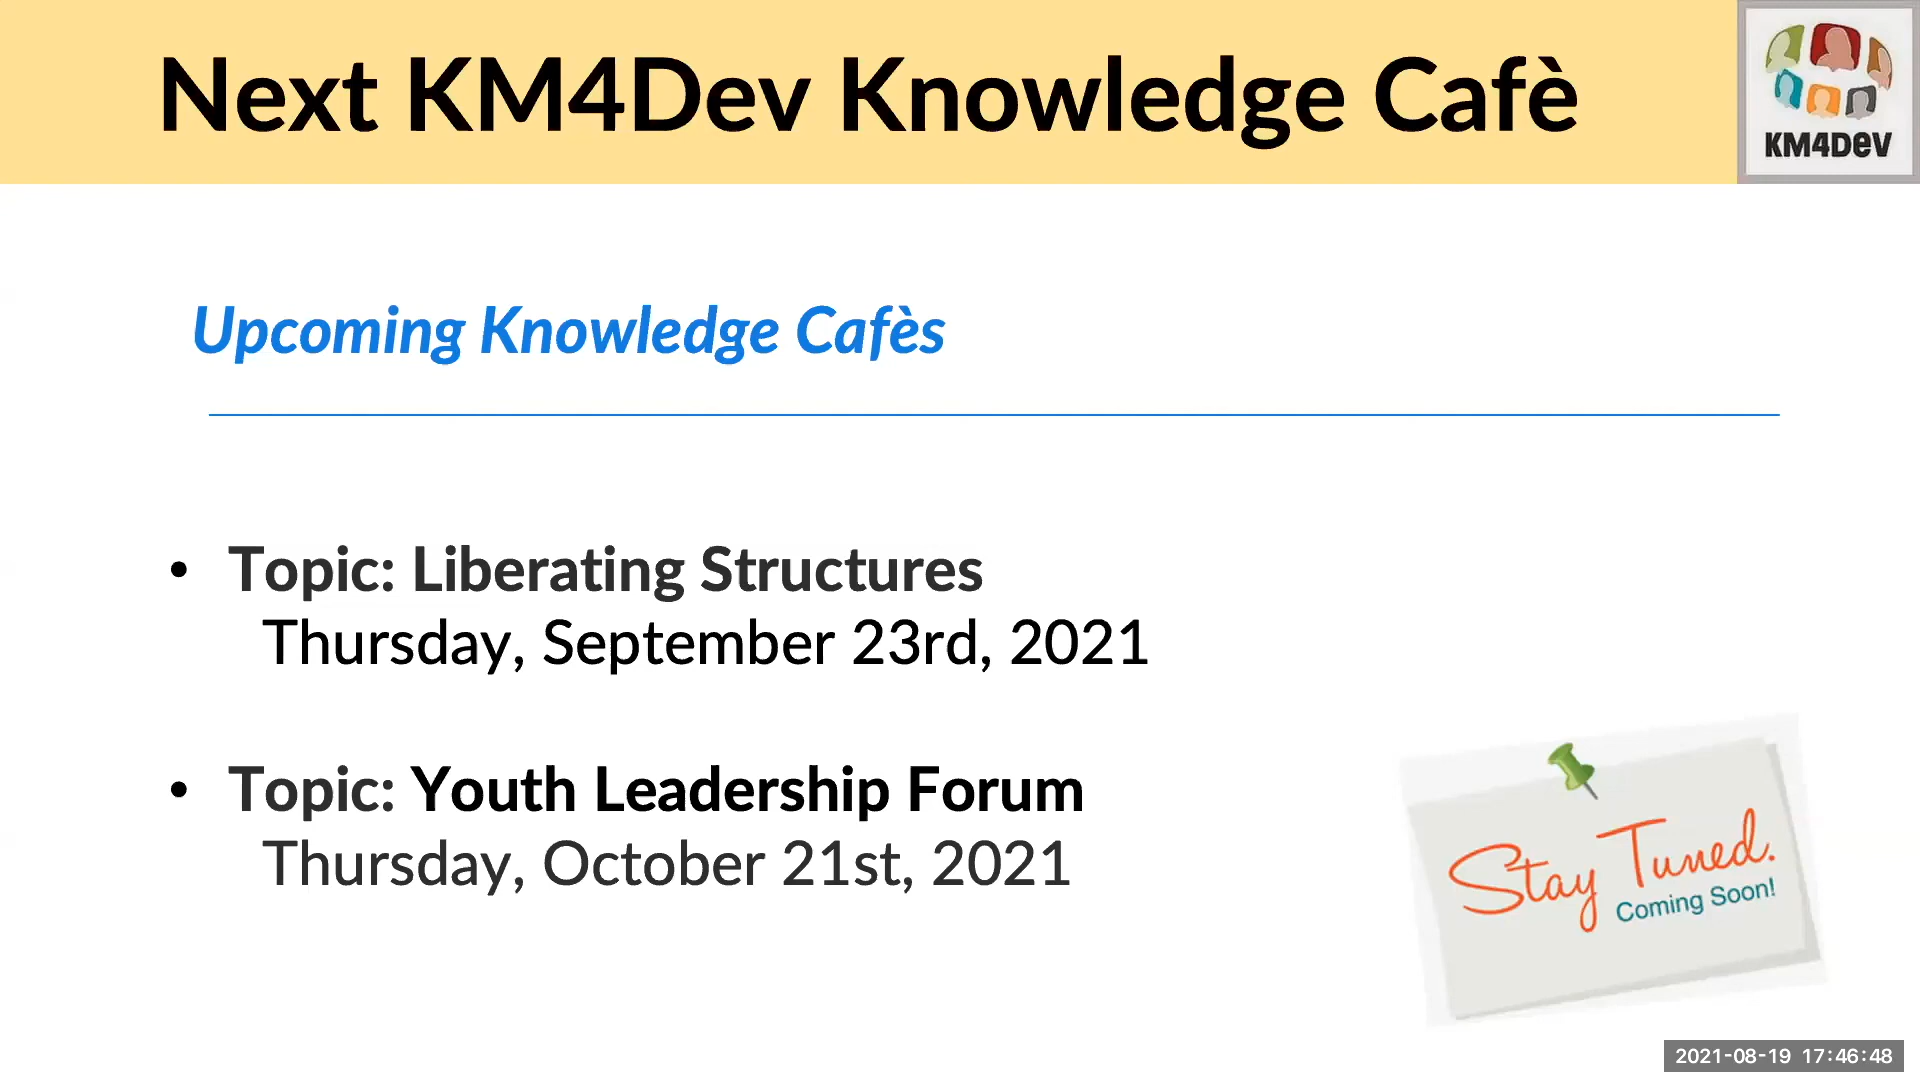 Next KM4Dev Knowledge Cafè
KM4DeV
Upcoming Knowledge Cafès
• Topic: Liberating Structures
Thursday, September 23rd, 2021
• Topic: Youth Leadership Forum
Thursday, October 21st, 2021
Stay Tuned.
Coming Soon!
2021-08-19 17:46:48